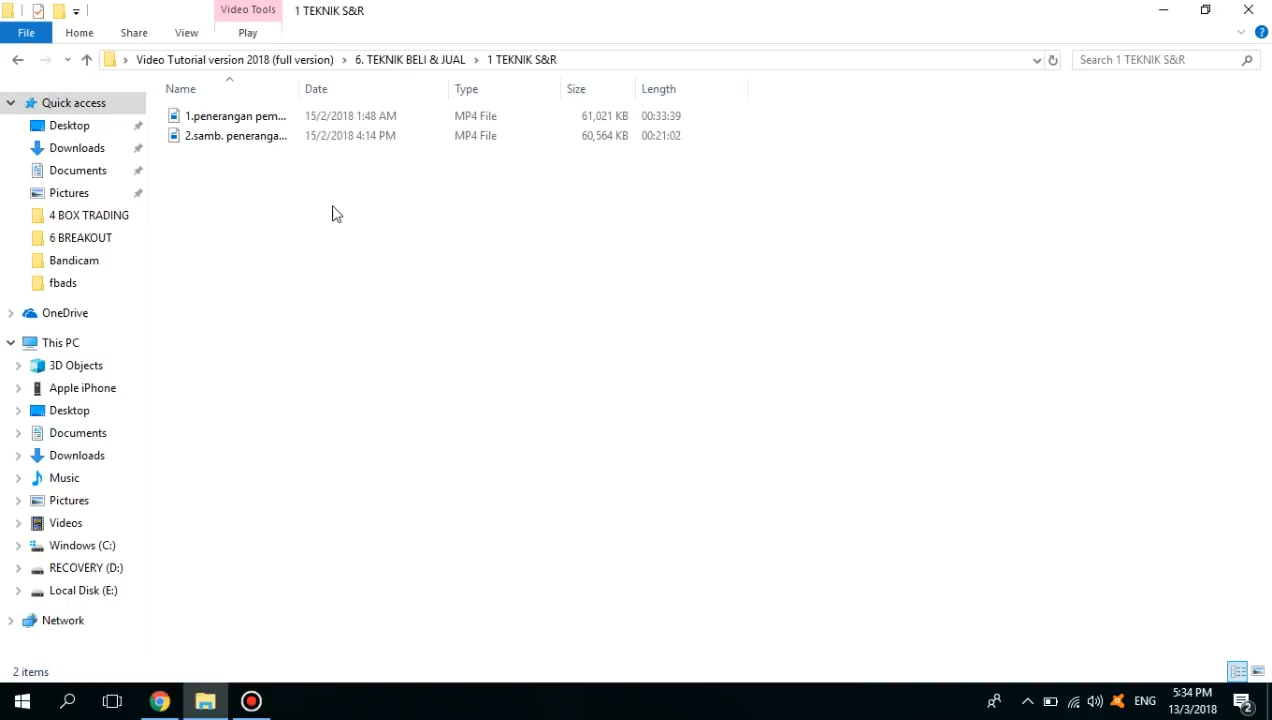 Video Tools
1 TEKNIK S&R
File
Home
Share
View
Play
Video Tutorial version 2018 (full version)
6. TEKNIK BELI & JUAL
1 TEKNIK S&R
Search 1 TEKNIK S&R
Name
Date
Type
Size
Length
1.penerangan pem...
15/2/2018 1:48 AM
MP4 File
61,021 KB
00:33:39
2.samb. peneranga...
15/2/2018 4:14 PM
MP4 File
60,564 KB
00:21:02
Quick access
Desktop
Downloads
Documents
Pictures
4 BOX TRADING
6 BREAKOUT
Bandicam
fbads
OneDrive
This PC
3D Objects
Apple iPhone
Desktop
Documents
Downloads
Music
Pictures
Videos
Windows (C:)
RECOVERY (D:)
Local Disk (E:)
Network
2 items
ENG
5:34 PM
13/3/2018
2